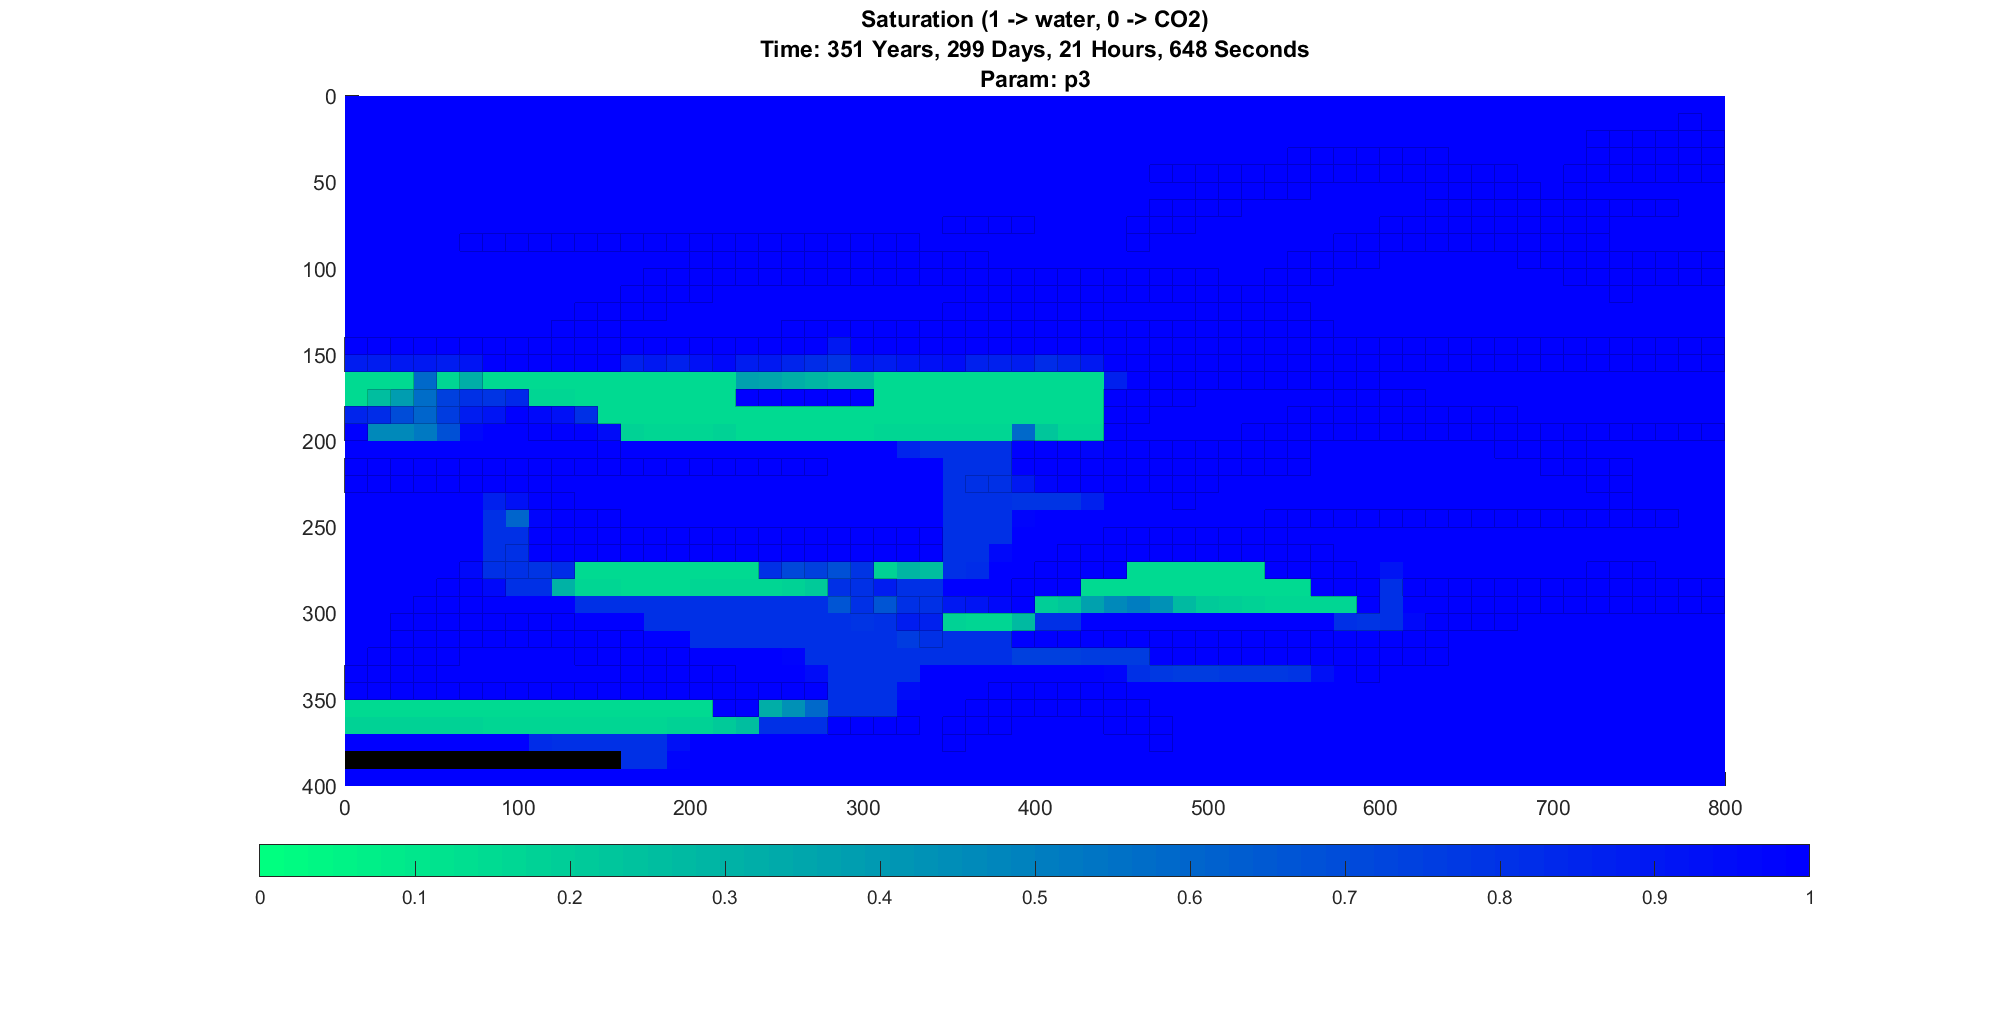 Saturation (1 -> water, 0 -> CO2)
Time: 351 Years, 299 Days, 21 Hours, 648 Seconds
Param: p3
0
50
100
150
200
250
300
350
400
0 100 200 300 400 500 600 700 800
0 0.1 0.2 0.3 0.4 0.5 0.6 0.7 0.8 0.9 1